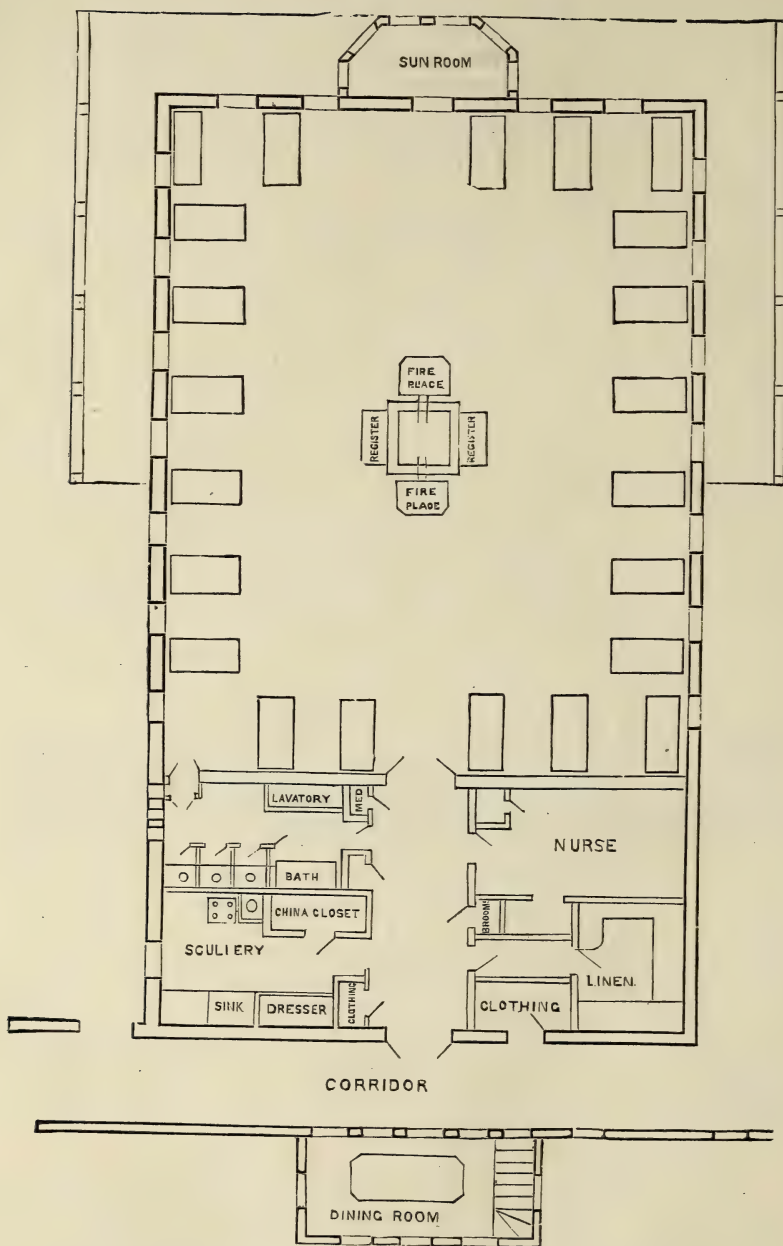 SUN ROOM
FIRE
PLACE
REGISTER
REGISTER
FIRE
PLACE
LAVATORY
MED
NURSE
BATH
CHINA CLOSET
BROOMS
SCULLERY
LINEN.
SINK
DRESSER
CLOTHING
CLOTHING
CORRIDOR
DINING ROOM